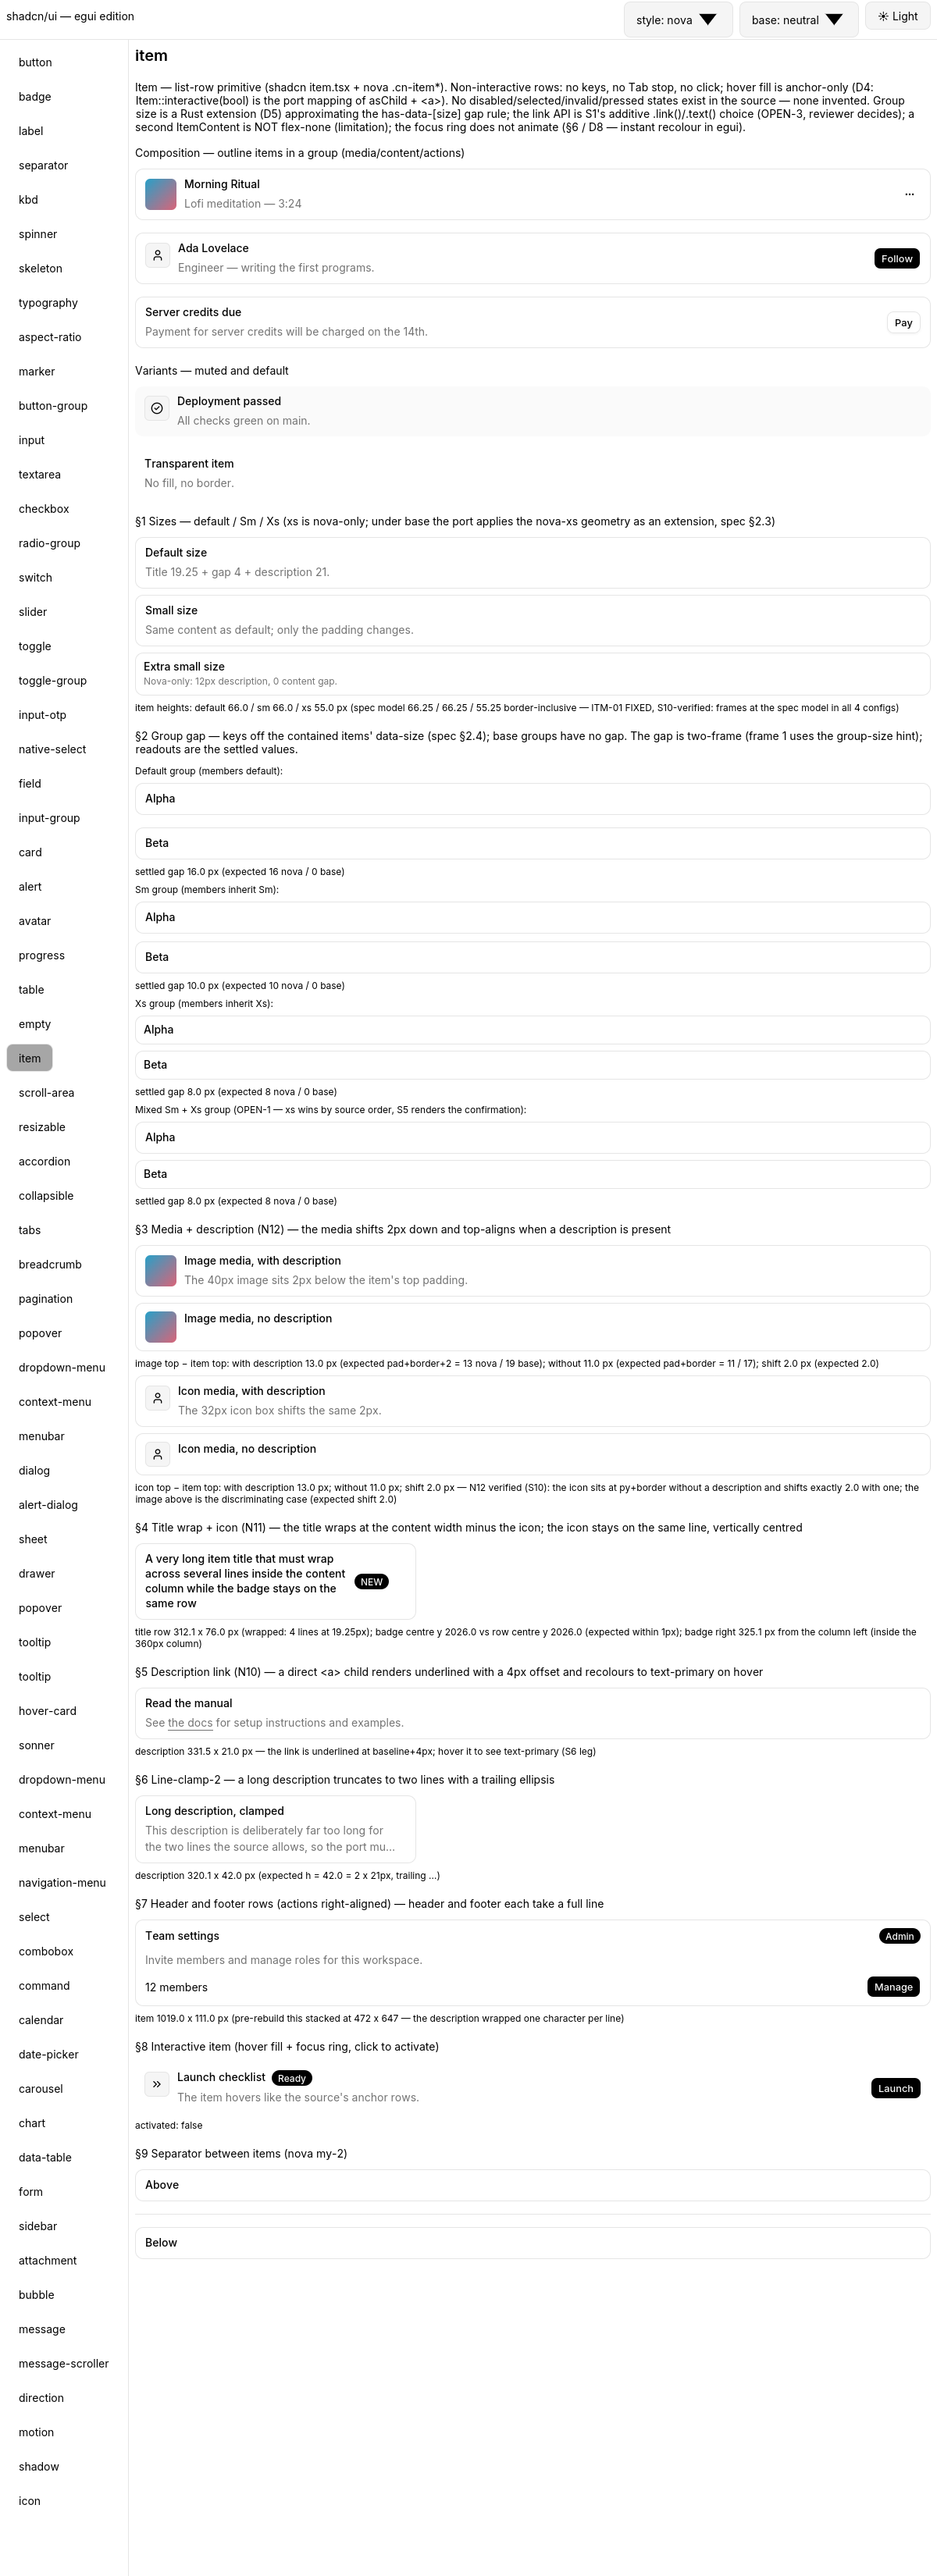 shadcn/ui — egui edition
style: nova
base: neutral
☀ Light
button
badge
label
separator
kbd
spinner
skeleton
typography
aspect-ratio
marker
button-group
input
textarea
checkbox
radio-group
switch
slider
toggle
toggle-group
input-otp
native-select
field
input-group
card
alert
avatar
progress
table
empty
item
scroll-area
resizable
accordion
collapsible
tabs
breadcrumb
pagination
popover
dropdown-menu
context-menu
menubar
dialog
alert-dialog
sheet
drawer
popover
tooltip
tooltip
hover-card
sonner
dropdown-menu
context-menu
menubar
navigation-menu
select
combobox
command
calendar
date-picker
carousel
chart
data-table
form
sidebar
attachment
bubble
message
message-scroller
direction
motion
shadow
icon
item
Item — list-row primitive (shadcn item.tsx + nova .cn-item*). Non-interactive rows: no keys, no Tab stop, no click; hover fill is anchor-only (D4:
Item::interactive(bool) is the port mapping of asChild + <a>). No disabled/selected/invalid/pressed states exist in the source — none invented. Group
size is a Rust extension (D5) approximating the has-data-[size] gap rule; the link API is S1's additive .link()/.text() choice (OPEN-3, reviewer decides); a
second ItemContent is NOT flex-none (limitation); the focus ring does not animate (§6 / D8 — instant recolour in egui).
Composition — outline items in a group (media/content/actions)
Morning Ritual
Lofi meditation — 3:24
...
Ada Lovelace
Engineer — writing the first programs.
Follow
Server credits due
Payment for server credits will be charged on the 14th.
Pay
Variants — muted and default
Deployment passed
All checks green on main.
Transparent item
No fill, no border.
§1 Sizes — default / Sm / Xs (xs is nova-only; under base the port applies the nova-xs geometry as an extension, spec §2.3)
Default size
Title 19.25 + gap 4 + description 21.
Small size
Same content as default; only the padding changes.
Extra small size
Nova-only: 12px description, 0 content gap.
item heights: default 66.0 / sm 66.0 / xs 55.0 px (spec model 66.25 / 66.25 / 55.25 border-inclusive — ITM-01 FIXED, S10-verified: frames at the spec model in all 4 configs)
§2 Group gap — keys off the contained items' data-size (spec §2.4); base groups have no gap. The gap is two-frame (frame 1 uses the group-size hint);
readouts are the settled values.
Default group (members default):
Alpha
Beta
settled gap 16.0 px (expected 16 nova / 0 base)
Sm group (members inherit Sm):
Alpha
Beta
settled gap 10.0 px (expected 10 nova / 0 base)
Xs group (members inherit Xs):
Alpha
Beta
settled gap 8.0 px (expected 8 nova / 0 base)
Mixed Sm + Xs group (OPEN-1 — xs wins by source order, S5 renders the confirmation):
Alpha
Beta
settled gap 8.0 px (expected 8 nova / 0 base)
§3 Media + description (N12) — the media shifts 2px down and top-aligns when a description is present
Image media, with description
The 40px image sits 2px below the item's top padding.
Image media, no description
image top − item top: with description 13.0 px (expected pad+border+2 = 13 nova / 19 base); without 11.0 px (expected pad+border = 11 / 17); shift 2.0 px (expected 2.0)
Icon media, with description
The 32px icon box shifts the same 2px.
Icon media, no description
icon top − item top: with description 13.0 px; without 11.0 px; shift 2.0 px — N12 verified (S10): the icon sits at py+border without a description and shifts exactly 2.0 with one; the
image above is the discriminating case (expected shift 2.0)
§4 Title wrap + icon (N11) — the title wraps at the content width minus the icon; the icon stays on the same line, vertically centred
A very long item title that must wrap
across several lines inside the content
column while the badge stays on the
same row
NEW
title row 312.1 x 76.0 px (wrapped: 4 lines at 19.25px); badge centre y 2026.0 vs row centre y 2026.0 (expected within 1px); badge right 325.1 px from the column left (inside the
360px column)
§5 Description link (N10) — a direct <a> child renders underlined with a 4px offset and recolours to text-primary on hover
Read the manual
See the docs for setup instructions and examples.
description 331.5 x 21.0 px — the link is underlined at baseline+4px; hover it to see text-primary (S6 leg)
§6 Line-clamp-2 — a long description truncates to two lines with a trailing ellipsis
Long description, clamped
This description is deliberately far too long for
the two lines the source allows, so the port mu...
description 320.1 x 42.0 px (expected h = 42.0 = 2 x 21px, trailing ...)
§7 Header and footer rows (actions right-aligned) — header and footer each take a full line
Team settings
Admin
Invite members and manage roles for this workspace.
12 members
Manage
item 1019.0 x 111.0 px (pre-rebuild this stacked at 472 x 647 — the description wrapped one character per line)
§8 Interactive item (hover fill + focus ring, click to activate)
Launch checklist
Ready
The item hovers like the source's anchor rows.
Launch
activated: false
§9 Separator between items (nova my-2)
Above
Below